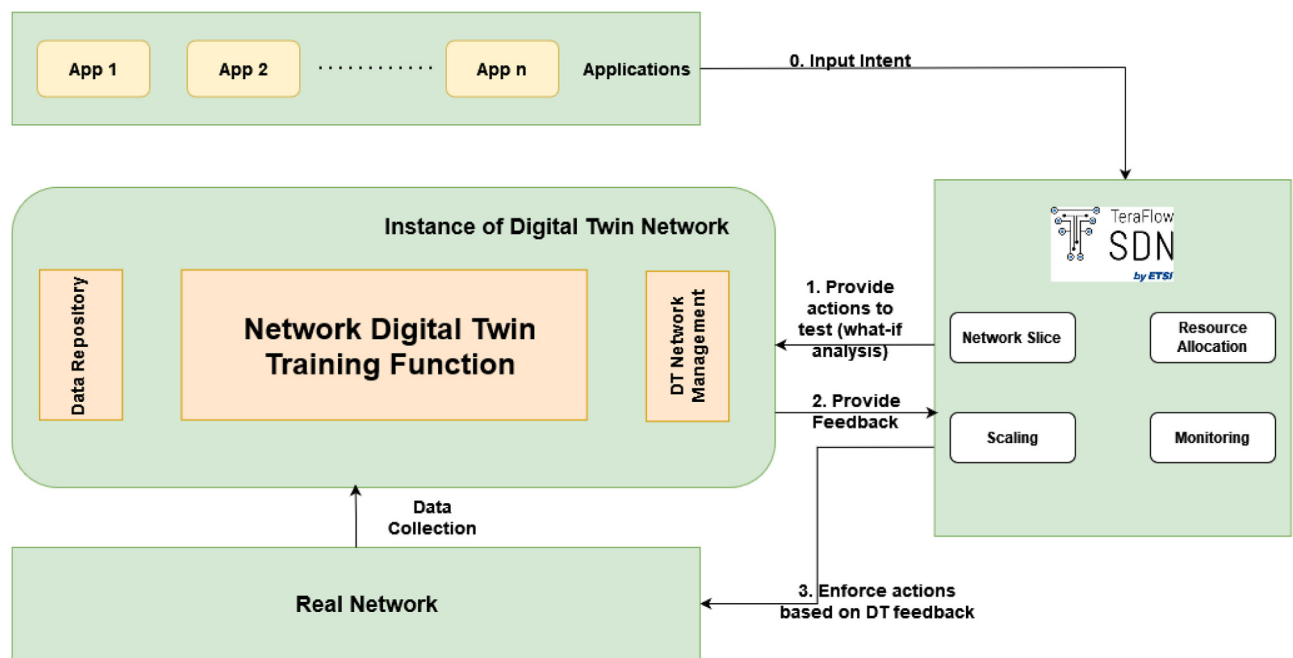 App 1
App 2
App n
Applications
0. Input Intent
Instance of Digital Twin Network
Data Repository
Network Digital Twin
Training Function
DT Network
Management
1. Provide
actions to
test (what-if
analysis)
2. Provide
Feedback
TeraFlow
SDN
by ETSI
Network Slice
Resource
Allocation
Scaling
Monitoring
Data
Collection
Real Network
3. Enforce actions
based on DT feedback